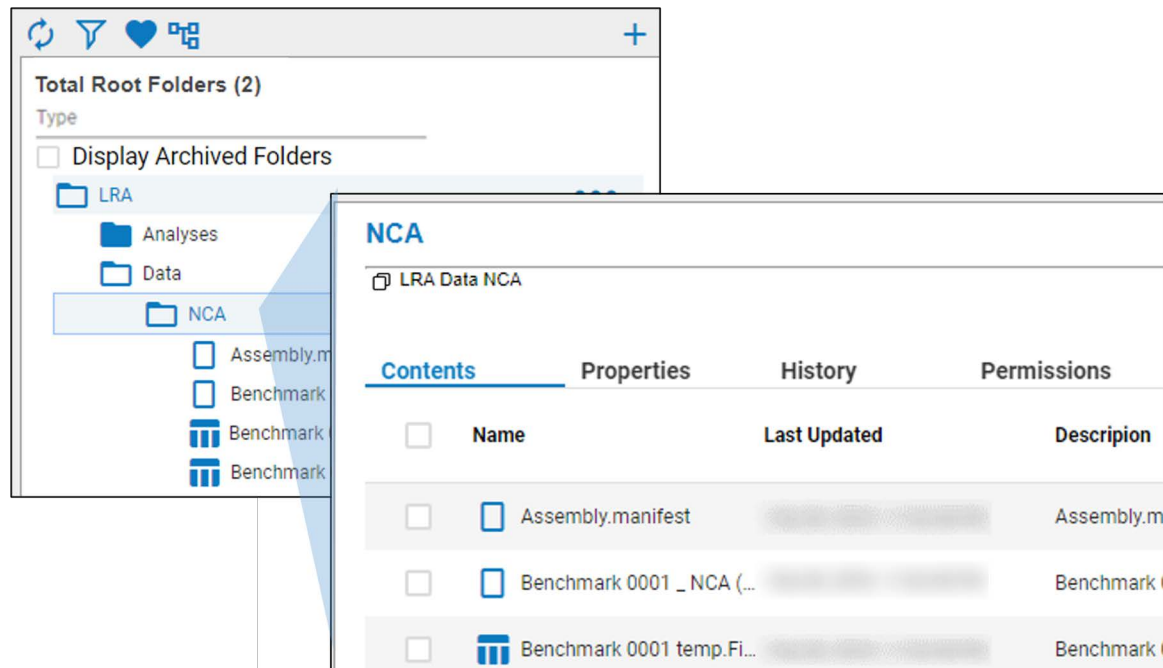 Total Root Folders (2)
Type
Display Archived Folders
LRA
Analyses
Data
NCA
Assembly.m
Benchmark
Benchmark
Benchmark
NCA
LRA Data NCA
Contents Properties History Permissions
Name Last Updated Descripion
Assembly.manifest Assembly.m
Benchmark 0001 _ NCA (... Benchmark
Benchmark 0001 temp.Fi... Benchmark